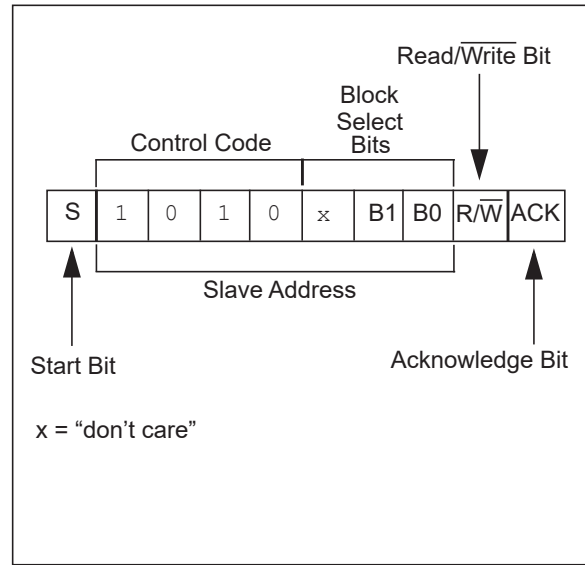 Read/Write Bit
Block
Select
Bits
Control Code
S 1 0 1 0 x B1 B0 R/W ACK
Slave Address
Start Bit
Acknowledge Bit
x = “don’t care”